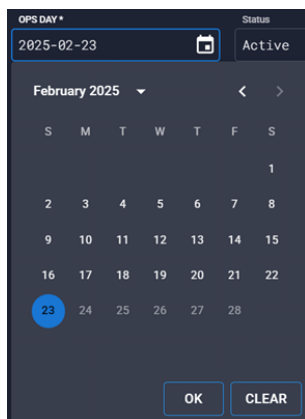 OPS DAY * Status
2025-02-23 Active
February 2025
S M T W T F S
1
2 3 4 5 6 7 8
9 10 11 12 13 14 15
16 17 18 19 20 21 22
23 24 25 26 27 28
OK CLEAR